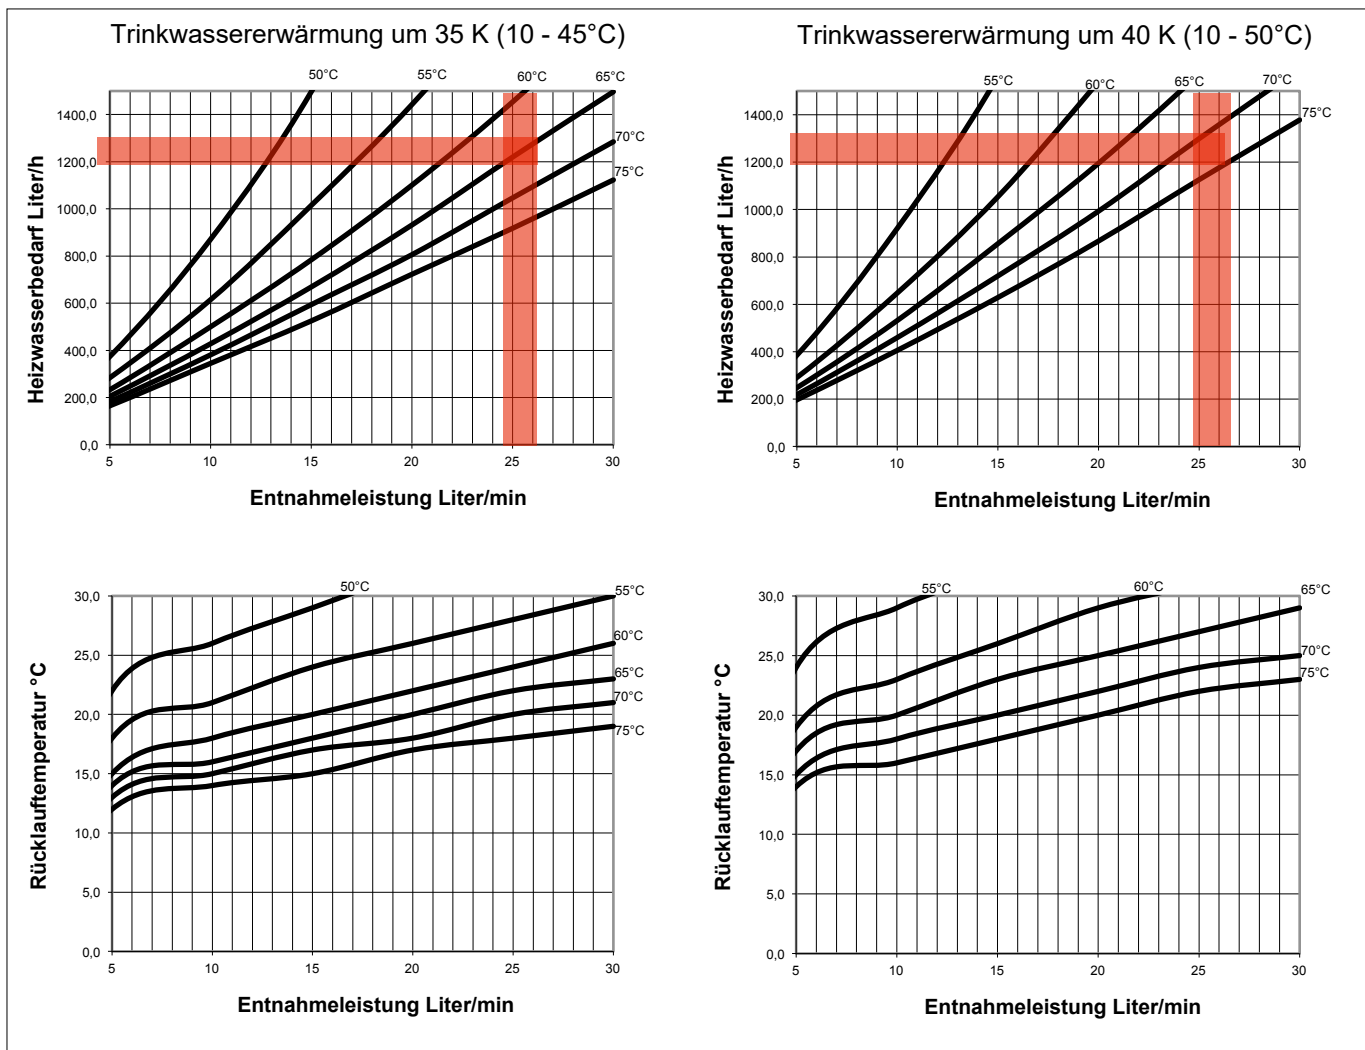 Trinkwassererwärmung um 35 K (10 - 45°C)
50°C
55°C
60°C
65°C
70°C
75°C
1400,0
1200,0
1000,0
800,0
600,0
400,0
200,0
0,0
Heizwasserbedarf Liter/h
5
10
15
20
25
30
Entnahmeleistung Liter/min
Trinkwassererwärmung um 40 K (10 - 50°C)
55°C
60°C
65°C
70°C
75°C
1400,0
1200,0
1000,0
800,0
600,0
400,0
200,0
0,0
Heizwasserbedarf Liter/h
5
10
15
20
25
30
Entnahmeleistung Liter/min
50°C
55°C
60°C
65°C
70°C
75°C
30,0
25,0
20,0
15,0
10,0
5,0
0,0
Rücklauftemperatur °C
5
10
15
20
25
30
Entnahmeleistung Liter/min
55°C
60°C
65°C
70°C
75°C
30,0
25,0
20,0
15,0
10,0
5,0
0,0
Rücklauftemperatur °C
5
10
15
20
25
30
Entnahmeleistung Liter/min